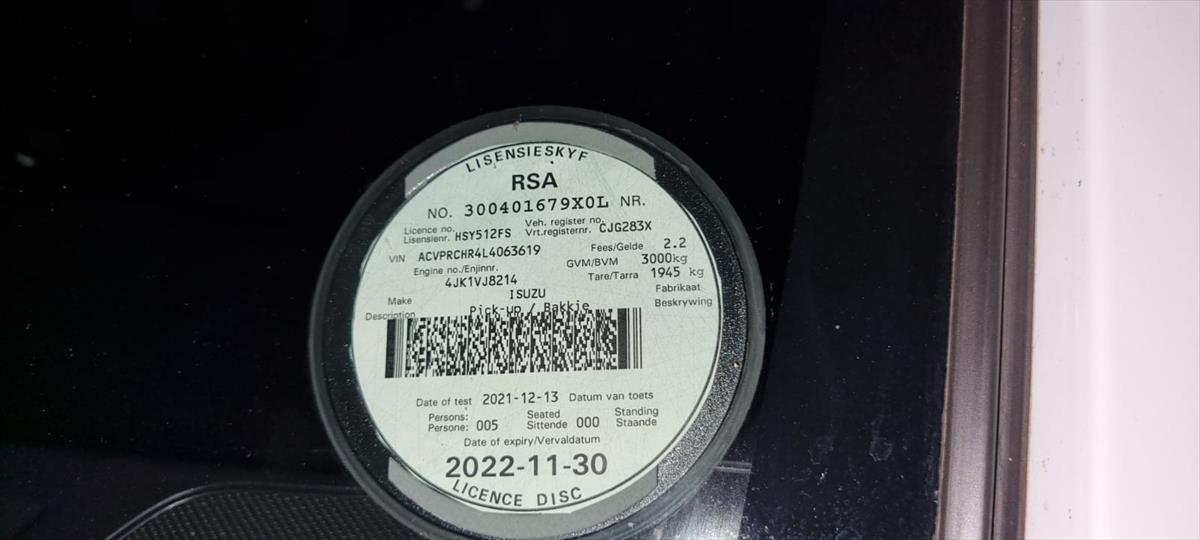 LISENSIESKYF
RSA
NO. 300401679X0L NR.
Licence no. Lisensienr. HSY512FS Veh. register no. Vrt.registernr. CJG283X
VIN ACVPRCHR4L4063619 Fees/Gelde 2.2
Engine no./Enjinnr. GVM/BVM 3000kg
4JK1VJ8214 Tare/Tarra 1945 kg
Make ISUZU Fabrikaat
Description Pick-up / Bakkie Beskrywing
Date of test 2021-12-13 Datum van toets
Persons: Seated Standing
Persone: 005 Sittende 000 Staande
Date of expiry/Vervaldatum
2022-11-30
LICENCE DISC